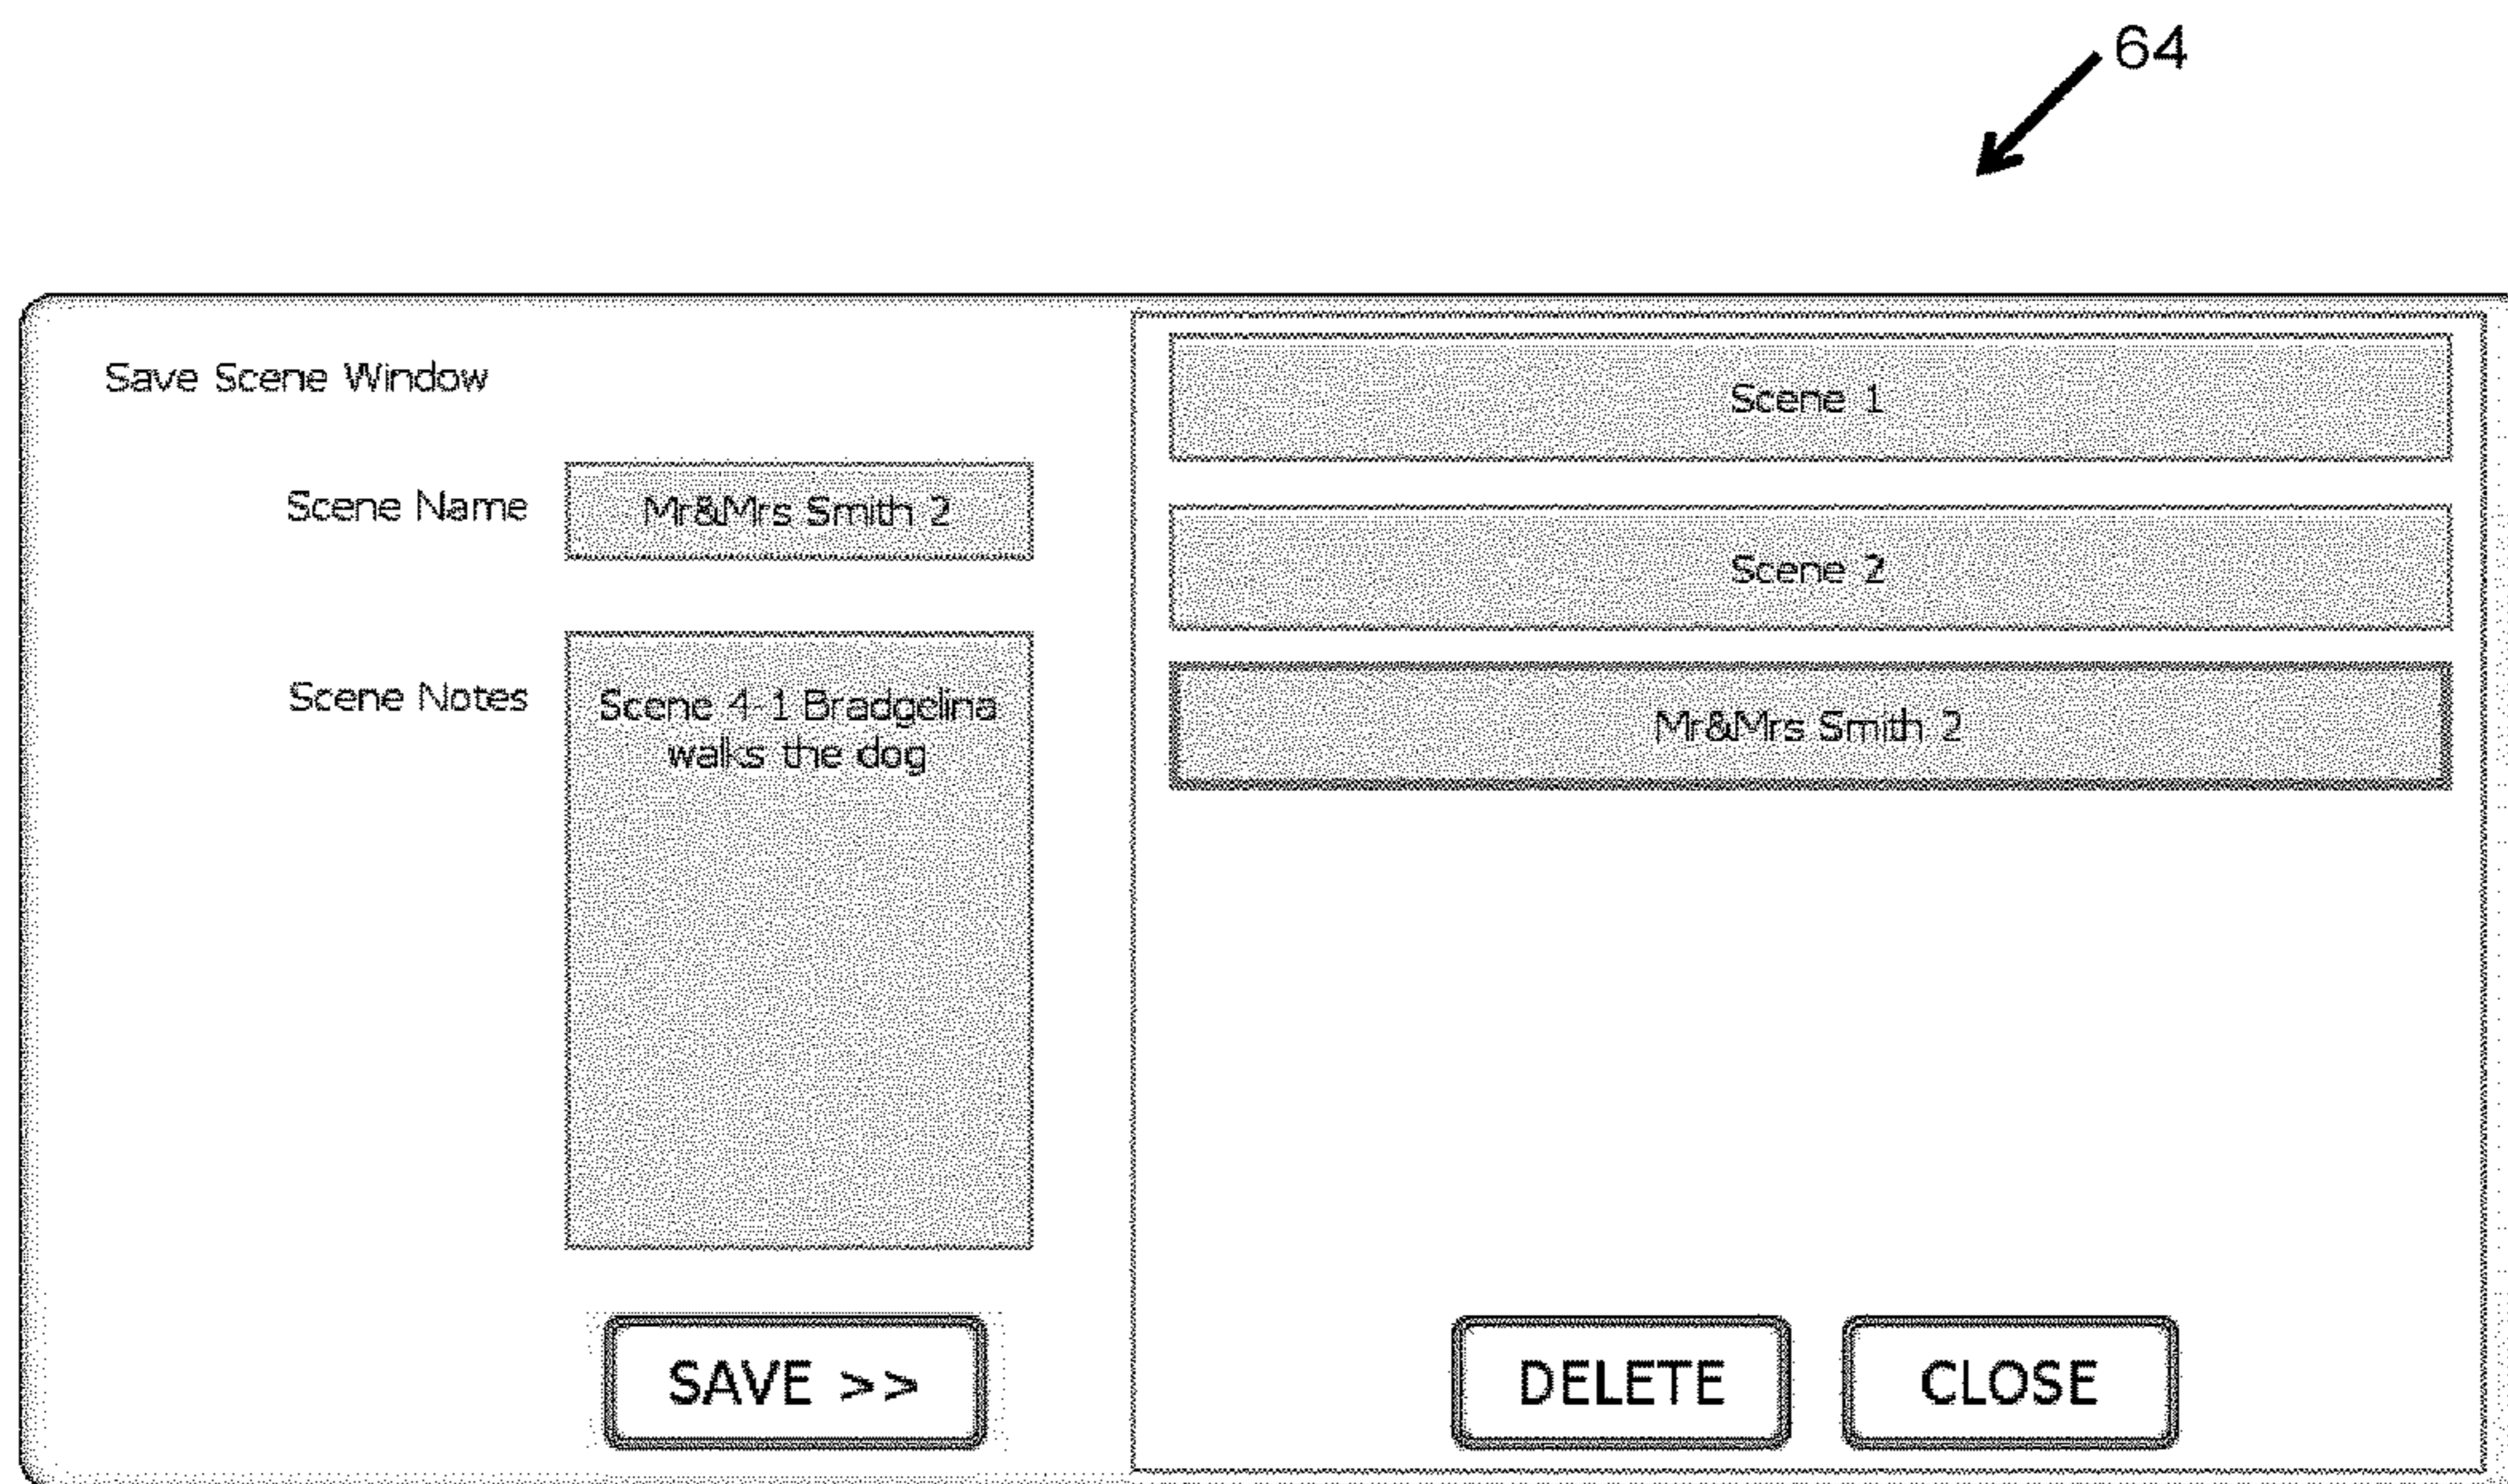 64
Save Scene Window
Scene Name
Mr&Mrs Smith 2
Scene Notes
Scene 4-1 Bradgelina
walks the dog
SAVE >>
Scene 1
Scene 2
Mr&Mrs Smith 2
DELETE
CLOSE